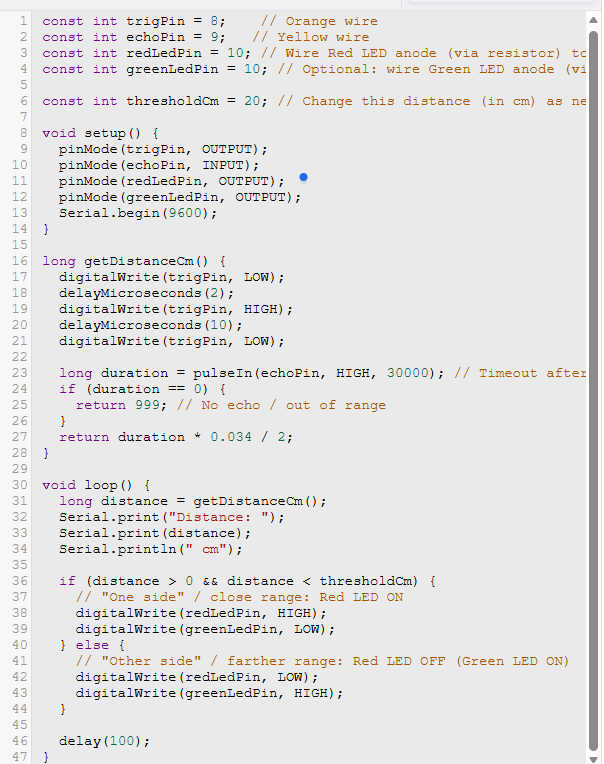 1 const int trigPin = 8;    // Orange wire
2 const int echoPin = 9;   // Yellow wire
3 const int redLedPin = 10; // Wire Red LED anode (via resistor) to
4 const int greenLedPin = 10; // Optional: wire Green LED anode (vi
5
6 const int thresholdCm = 20; // Change this distance (in cm) as ne
7
8 void setup() {
9   pinMode(trigPin, OUTPUT);
10   pinMode(echoPin, INPUT);
11   pinMode(redLedPin, OUTPUT);
12   pinMode(greenLedPin, OUTPUT);
13   Serial.begin(9600);
14 }
15
16 long getDistanceCm() {
17   digitalWrite(trigPin, LOW);
18   delayMicroseconds(2);
19   digitalWrite(trigPin, HIGH);
20   delayMicroseconds(10);
21   digitalWrite(trigPin, LOW);
22
23   long duration = pulseIn(echoPin, HIGH, 30000); // Timeout after
24   if (duration == 0) {
25     return 999; // No echo / out of range
26   }
27   return duration * 0.034 / 2;
28 }
29
30 void loop() {
31   long distance = getDistanceCm();
32   Serial.print("Distance: ");
33   Serial.print(distance);
34   Serial.println(" cm");
35
36   if (distance > 0 && distance < thresholdCm) {
37     // "One side" / close range: Red LED ON
38     digitalWrite(redLedPin, HIGH);
39     digitalWrite(greenLedPin, LOW);
40   } else {
41     // "Other side" / farther range: Red LED OFF (Green LED ON)
42     digitalWrite(redLedPin, LOW);
43     digitalWrite(greenLedPin, HIGH);
44   }
45
46   delay(100);
47 }